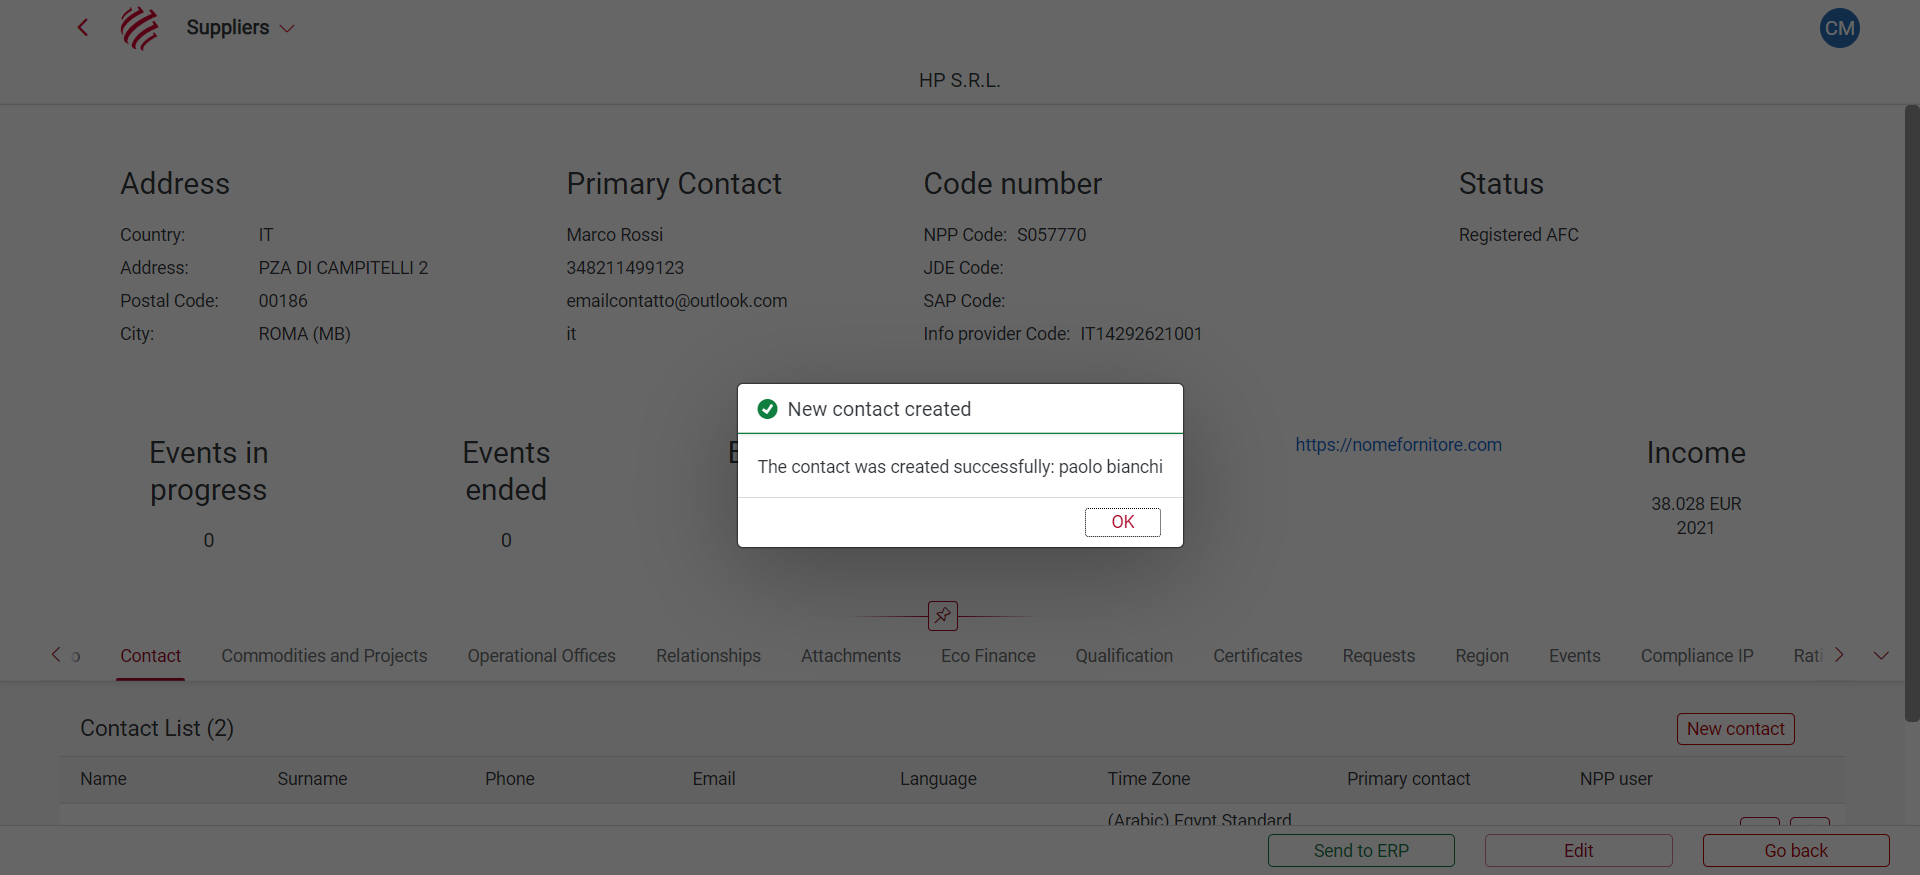 Suppliers
CM
HP S.R.L.
Address
Country: IT
Address: PZA DI CAMPITELLI 2
Postal Code: 00186
City: ROMA (MB)
Primary Contact
Marco Rossi
348211499123
emailcontatto@outlook.com
it
Code number
NPP Code: S057770
JDE Code:
SAP Code:
Info provider Code: IT14292621001
Status
Registered AFC
Events in
progress
0
Events
ended
0
https://nomefornitore.com
Income
38.028 EUR
2021
New contact created
The contact was created successfully: paolo bianchi
OK
Contact Commodities and Projects Operational Offices Relationships Attachments Eco Finance Qualification Certificates Requests Region Events Compliance IP
Contact List (2)
New contact
Name Surname Phone Email Language Time Zone Primary contact NPP user
(Arabic) Egypt Standard
Send to ERP Edit Go back